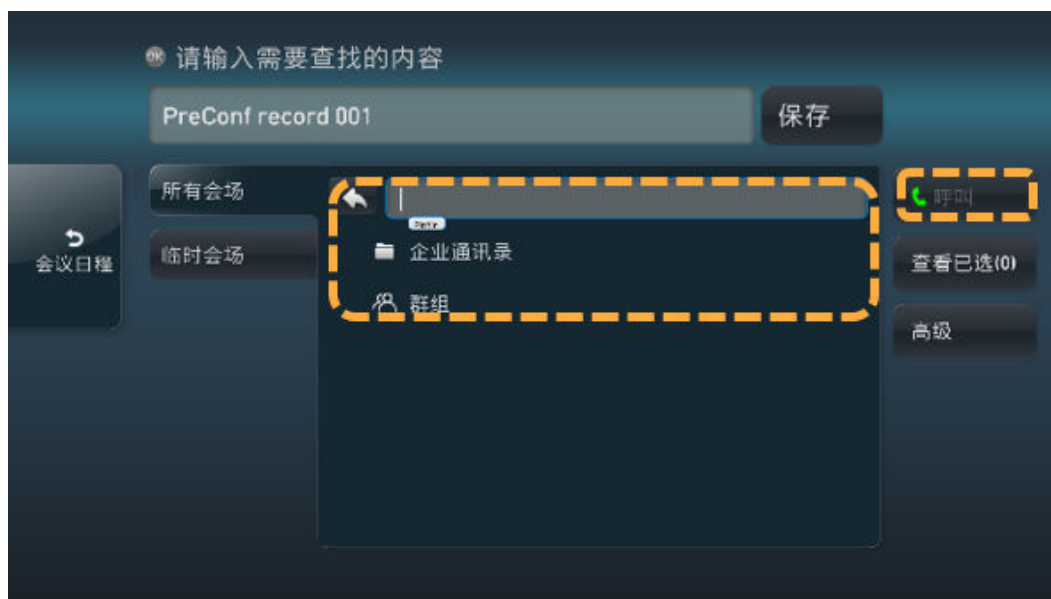 OK 请输入需要查找的内容
PreConf record 001
保存
会议日程
所有会场
临时会场
企业通讯录
群组
呼叫
查看已选(0)
高级